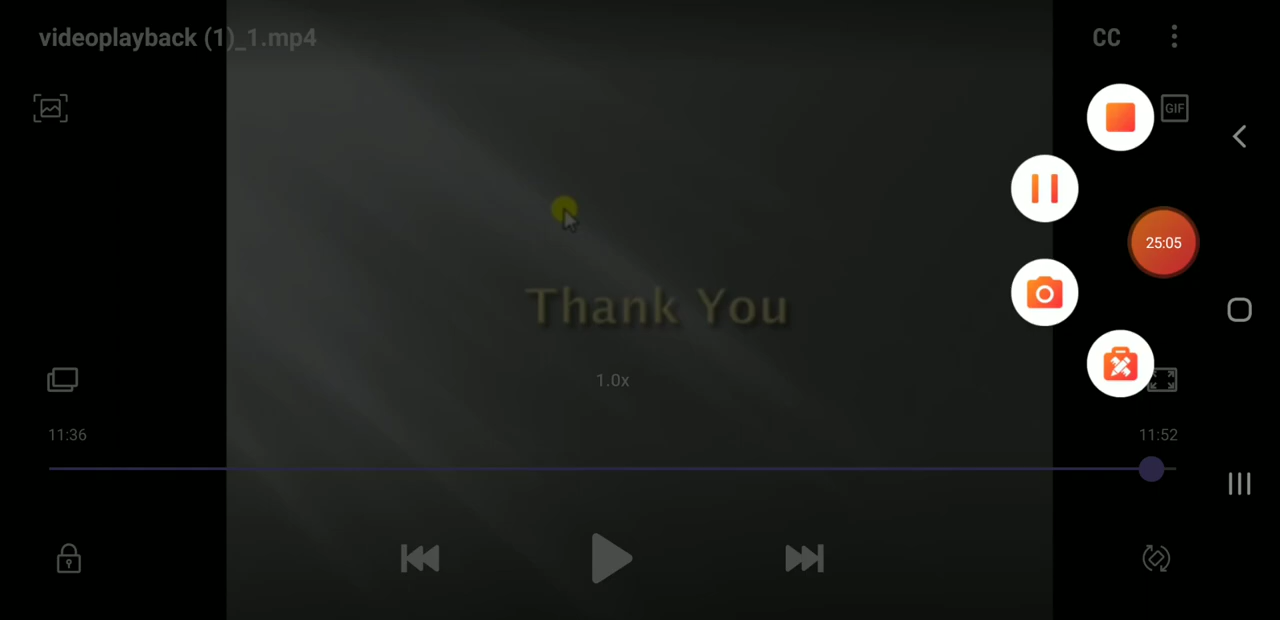 videoplayback (1)_1.mp4
CC
GIF
25:05
Thank You
1.0x
11:36
11:52